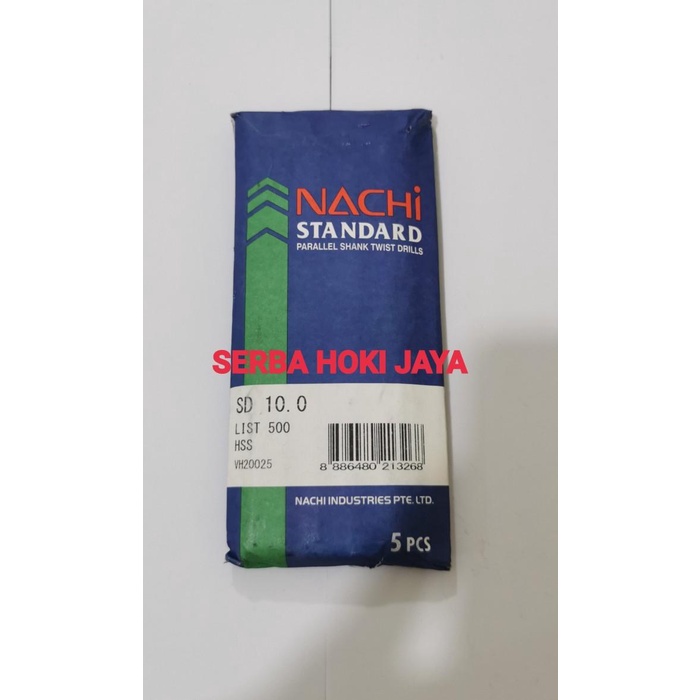 NACHi
STANDARD
PARALLEL SHANK TWIST DRILLS
SERBA HOKI JAYA
SD 10.0
LIST 500
HSS
VH20025
8 886480 213268
NACHI INDUSTRIES PTE. LTD.
5 PCS